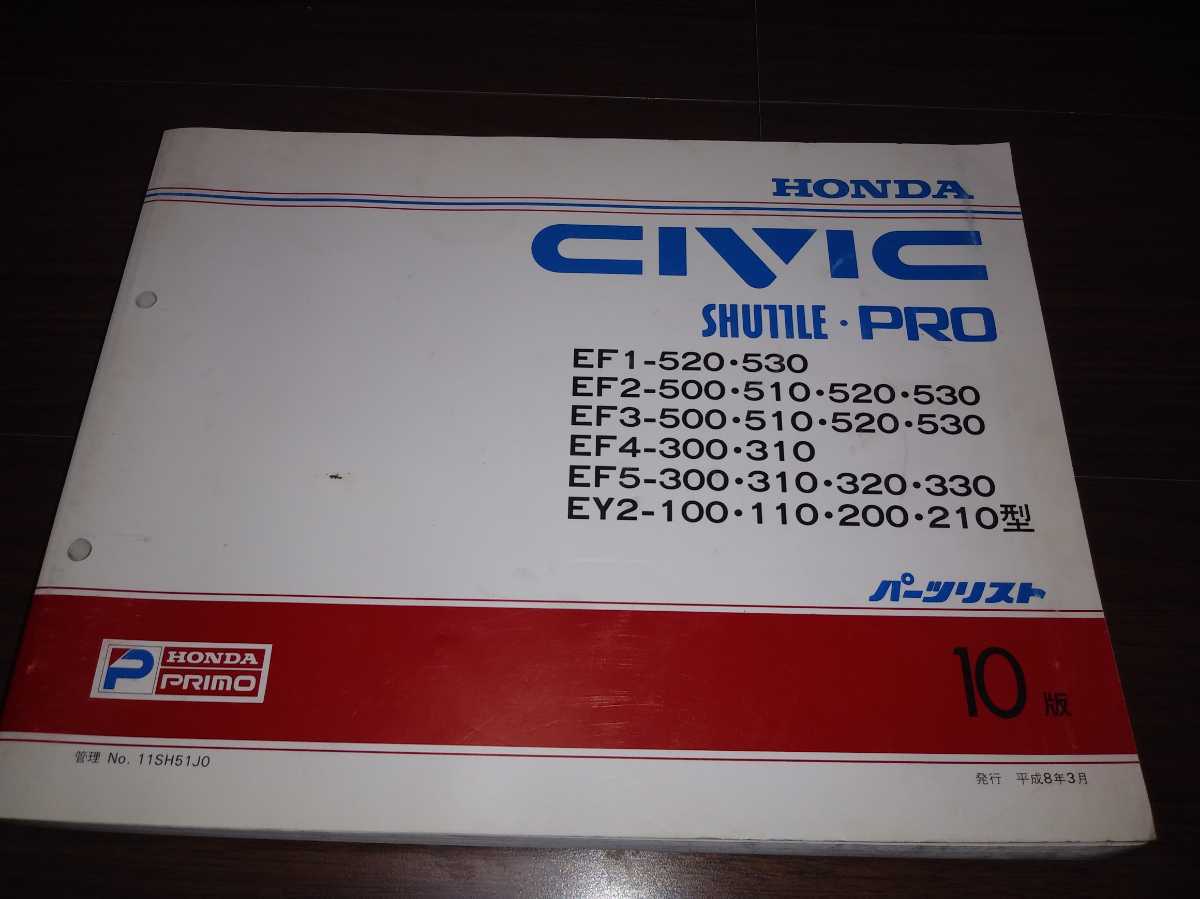 HONDA
CIVIC
SHUTTLE・PRO
EF1-520・530
EF2-500・510・520・530
EF3-500・510・520・530
EF4-300・310
EF5-300・310・320・330
EY2-100・110・200・210型
パーツリスト
P HONDA
PRIMO
10版
管理 No. 11SH51J0
発行 平成8年3月